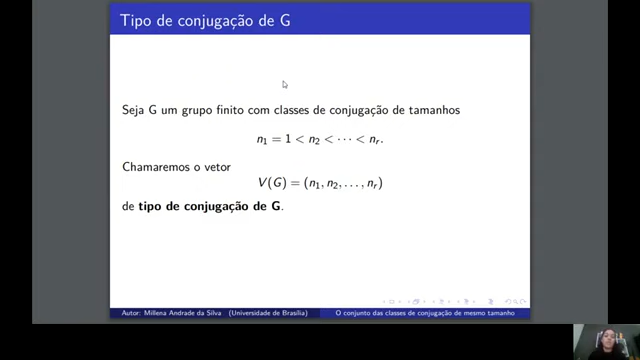 Tipo de conjugação de G
Seja G um grupo finito com classes de conjugação de tamanhos
n₁ = 1 < n₂ < ··· < nᵣ.
Chamaremos o vetor
V(G) = (n₁, n₂, . . . , nᵣ)
de tipo de conjugação de G.
Autor: Millena Andrade da Silva (Universidade de Brasília) O conjunto das classes de conjugação de mesmo tamanho